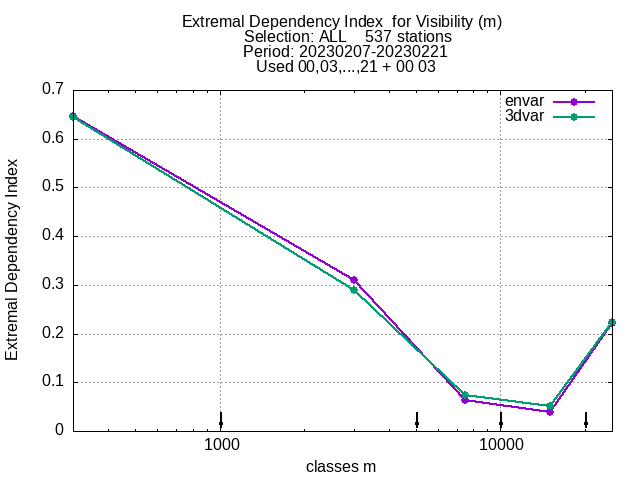 Extremal Dependency Index  for Visibility (m)
Selection: ALL    537 stations
Period: 20230207-20230221
Used 00,03,...,21 + 00 03
envar
3dvar
Extremal Dependency Index
0.7
0.6
0.5
0.4
0.3
0.2
0.1
0
1000 10000
classes m